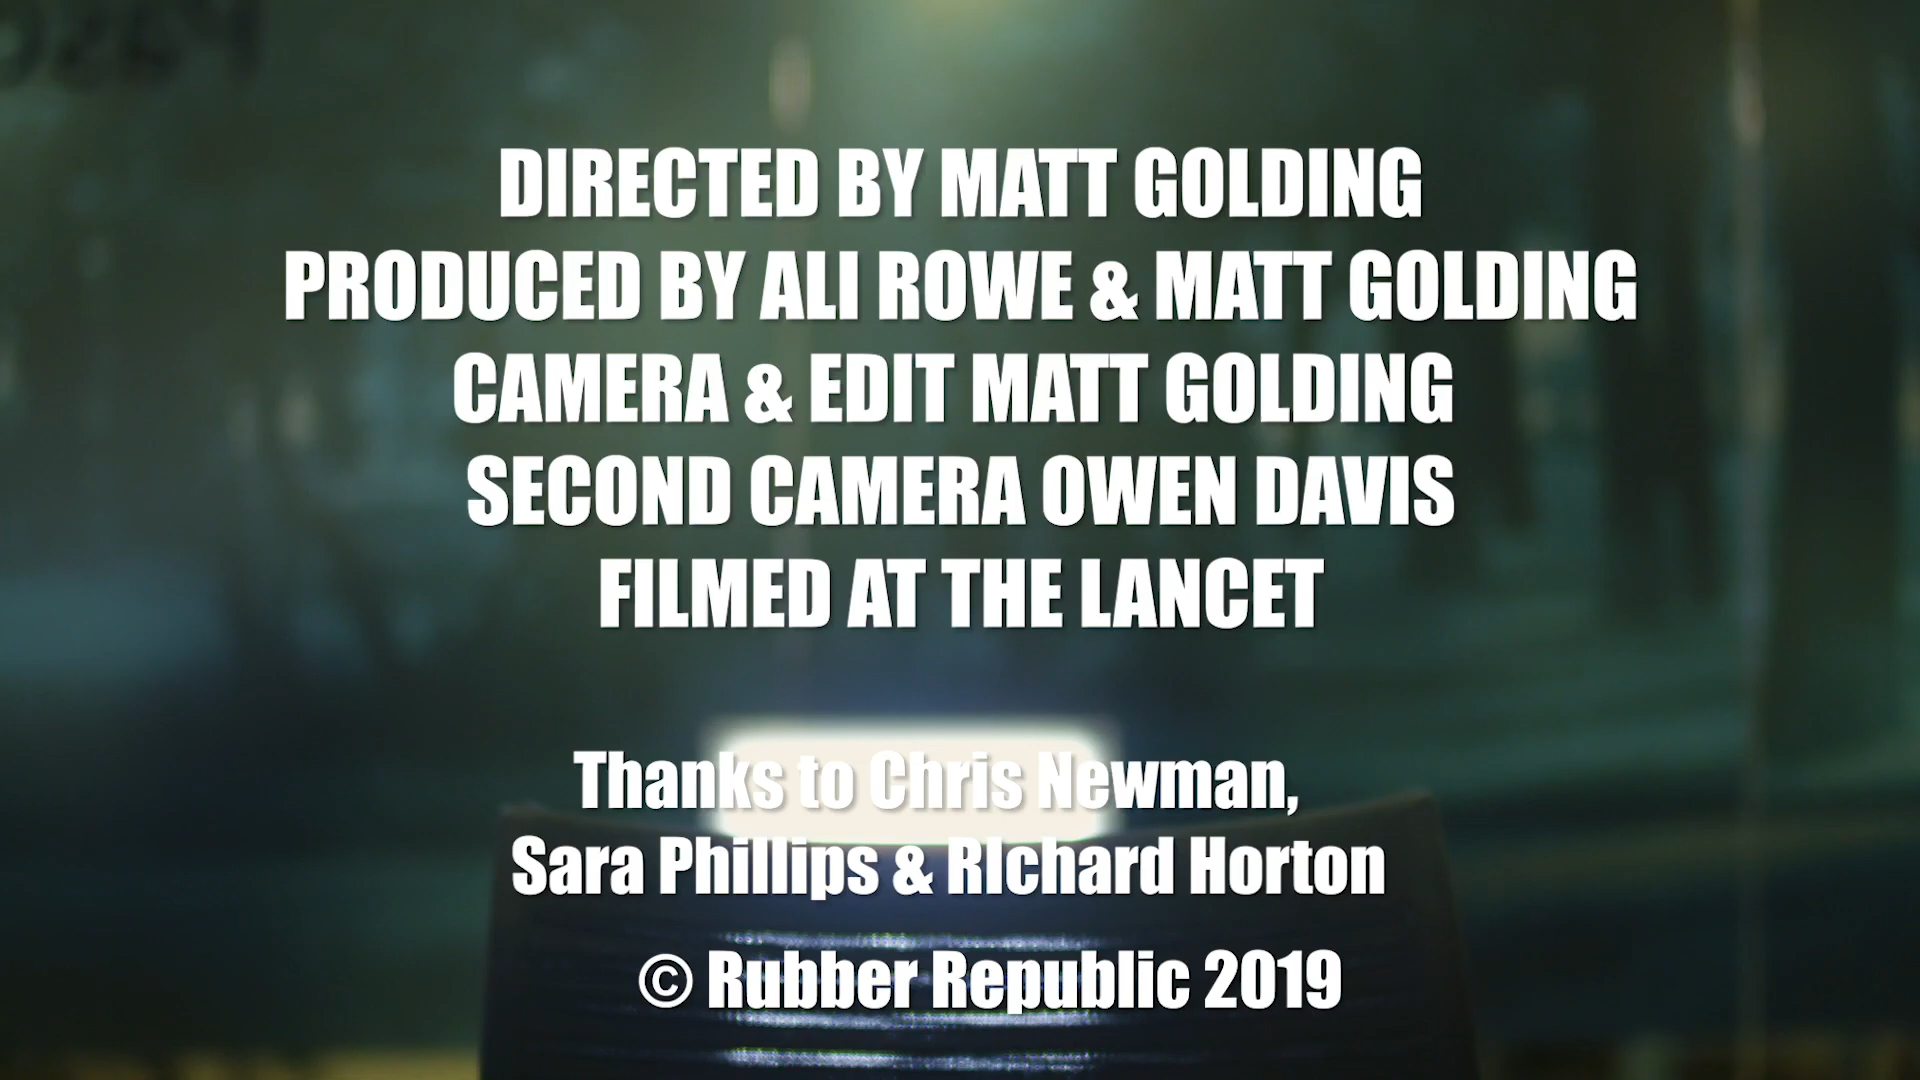 DIRECTED BY MATT GOLDING
PRODUCED BY ALI ROWE & MATT GOLDING
CAMERA & EDIT MATT GOLDING
SECOND CAMERA OWEN DAVIS
FILMED AT THE LANCET
Thanks to Chris Newman,
Sara Phillips & RIchard Horton
© Rubber Republic 2019